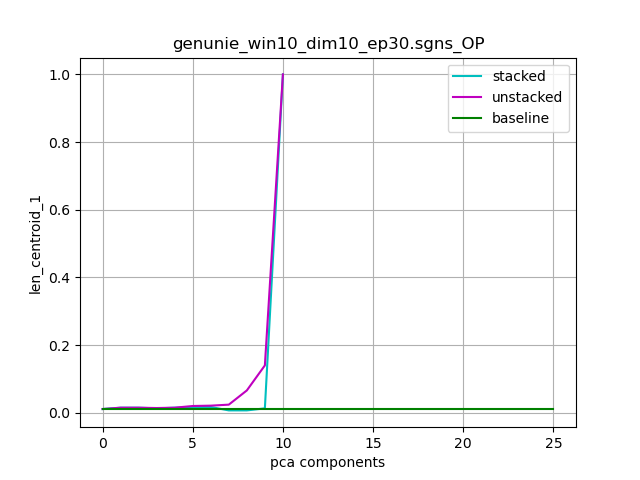 genunie_win10_dim10_ep30.sgns_OP
stacked
unstacked
baseline
1.0
0.8
0.6
0.4
0.2
0.0
len_centroid_1
0 5 10 15 20 25
pca components